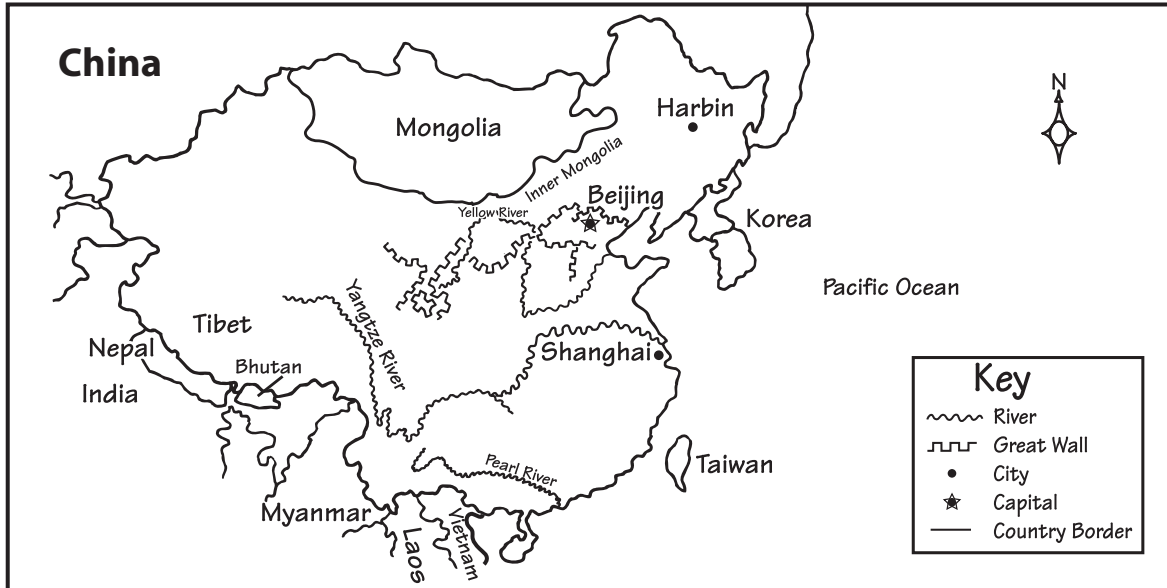 China
N
Harbin
Mongolia
Inner Mongolia
Beijing
Yellow River
Korea
Pacific Ocean
Yangtze River
Tibet
Nepal
Shanghai
Bhutan
India
Key
River
Great Wall
City
Capital
Country Border
Taiwan
Pearl River
Myanmar
Laos
Vietnam